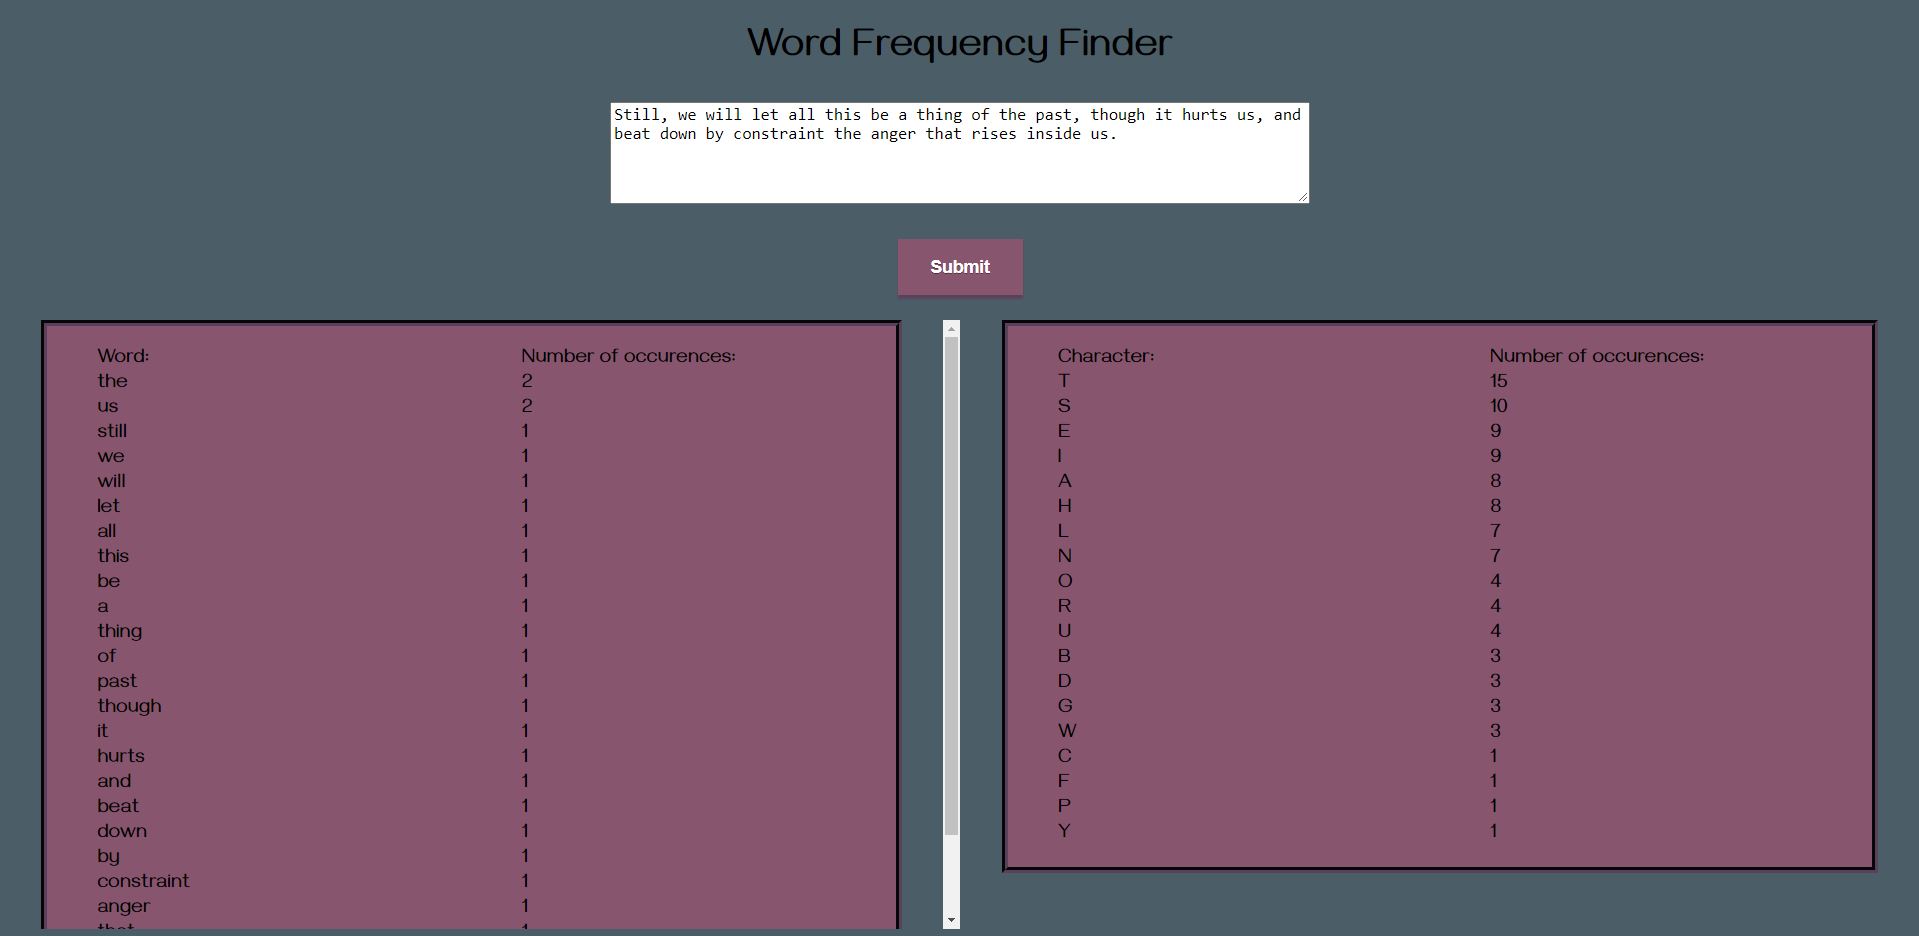 Word Frequency Finder
Still, we will let all this be a thing of the past, though it hurts us, and
beat down by constraint the anger that rises inside us.
Submit
Word: Number of occurences:
the 2
us 2
still 1
we 1
will 1
let 1
all 1
this 1
be 1
a 1
thing 1
of 1
past 1
though 1
it 1
hurts 1
and 1
beat 1
down 1
by 1
constraint 1
anger 1
that 1
Character: Number of occurences:
T 15
S 10
E 9
I 9
A 8
H 8
L 7
N 7
O 4
R 4
U 4
B 3
D 3
G 3
W 3
C 1
F 1
P 1
Y 1